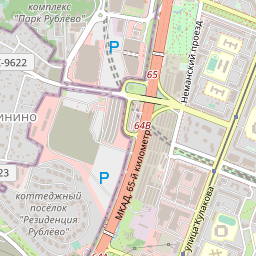 комплекс
"Парк Рублёво"
P
К-9622
65
Неманский проезд
64В
ИНИНО
МКАД, 65-й километр
23
P
коттеджный
посёлок
"Резиденция
Рублёво"
улица Кулакова